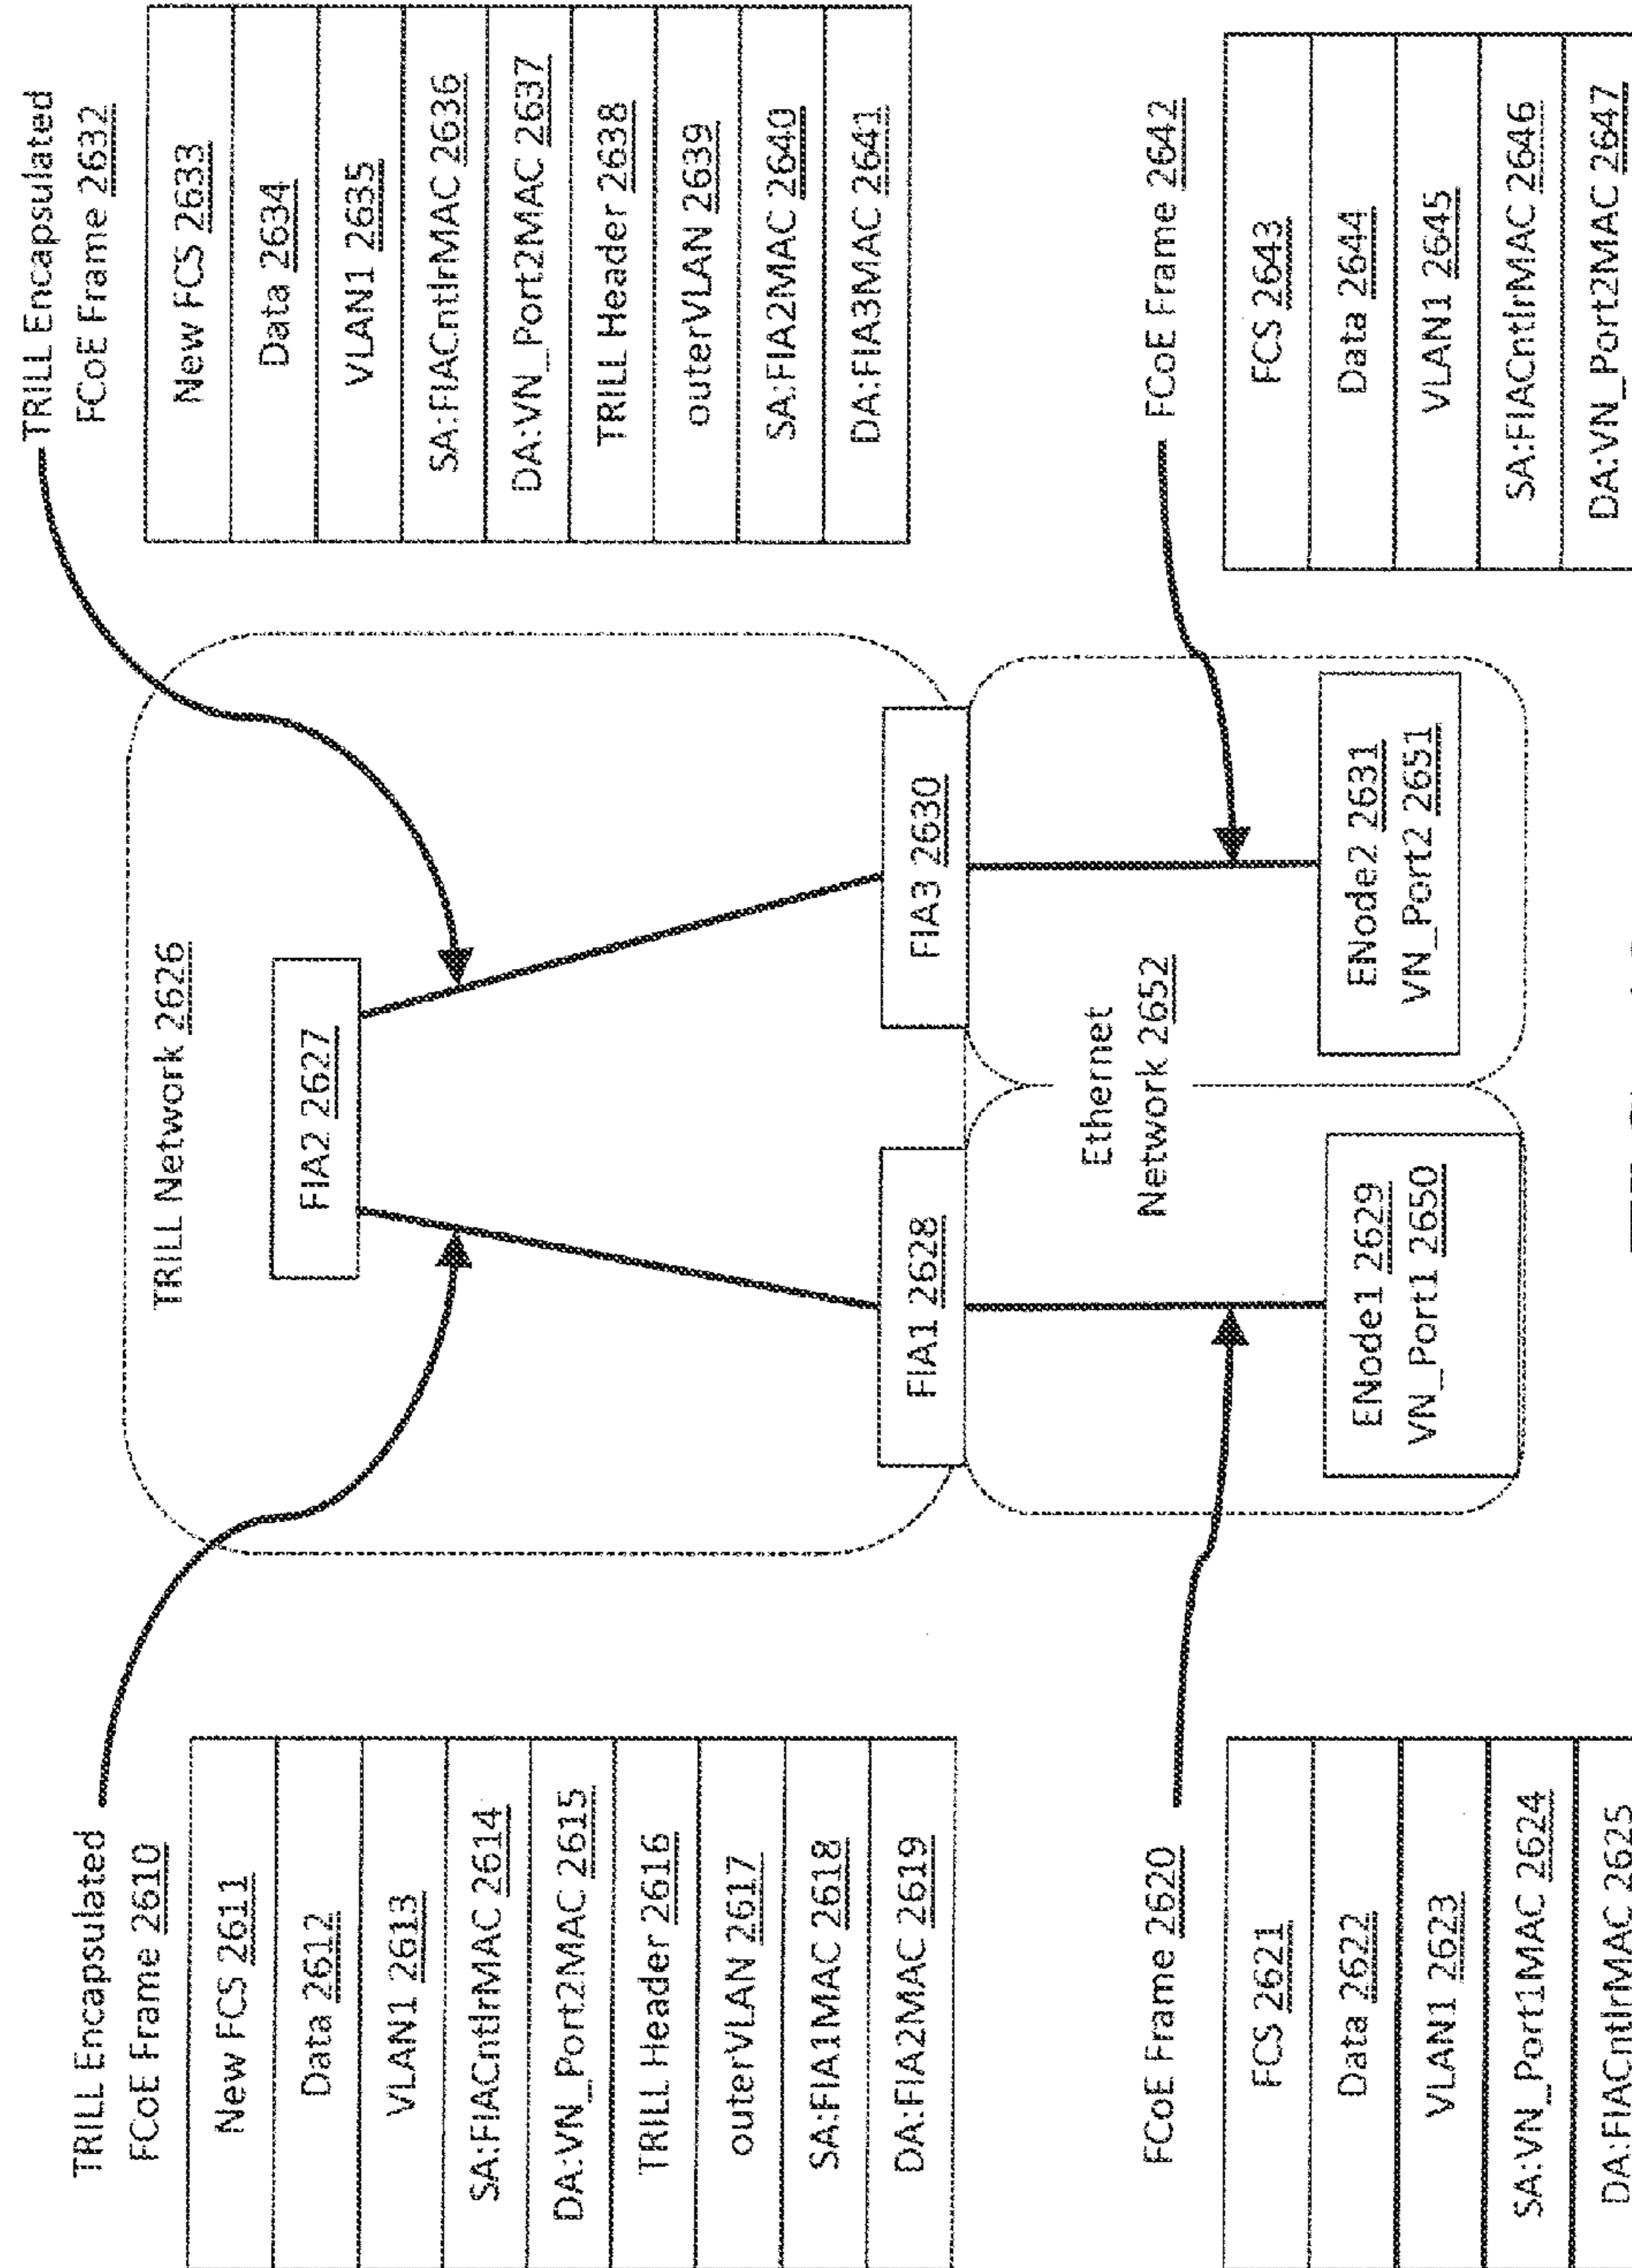 TRILL Encapsulated
FCoE Frame 2610
New FCS 2611
Data 2612
VLAN1 2613
SA:FIACntlrMAC 2614
DA:VN_Port2MAC 2615
TRILL Header 2616
outerVLAN 2617
SA:FIA1MAC 2618
DA:FIA2MAC 2619
FCoE Frame 2620
FCS 2621
Data 2622
VLAN1 2623
SA:VN_Port1MAC 2624
DA:FIACntlrMAC 2625
TRILL Network 2626
FIA2 2627
FIA1 2628
FIA3 2630
Ethernet
Network 2652
ENode1 2629
VN_Port1 2650
ENode2 2631
VN_Port2 2651
TRILL Encapsulated
FCoE Frame 2632
New FCS 2633
Data 2634
VLAN1 2635
SA:FIACntlrMAC 2636
DA:VN_Port2MAC 2637
TRILL Header 2638
outerVLAN 2639
SA:FIA2MAC 2640
DA:FIA3MAC 2641
FCoE Frame 2642
FCS 2643
Data 2644
VLAN1 2645
SA:FIACntlrMAC 2646
DA:VN_Port2MAC 2647